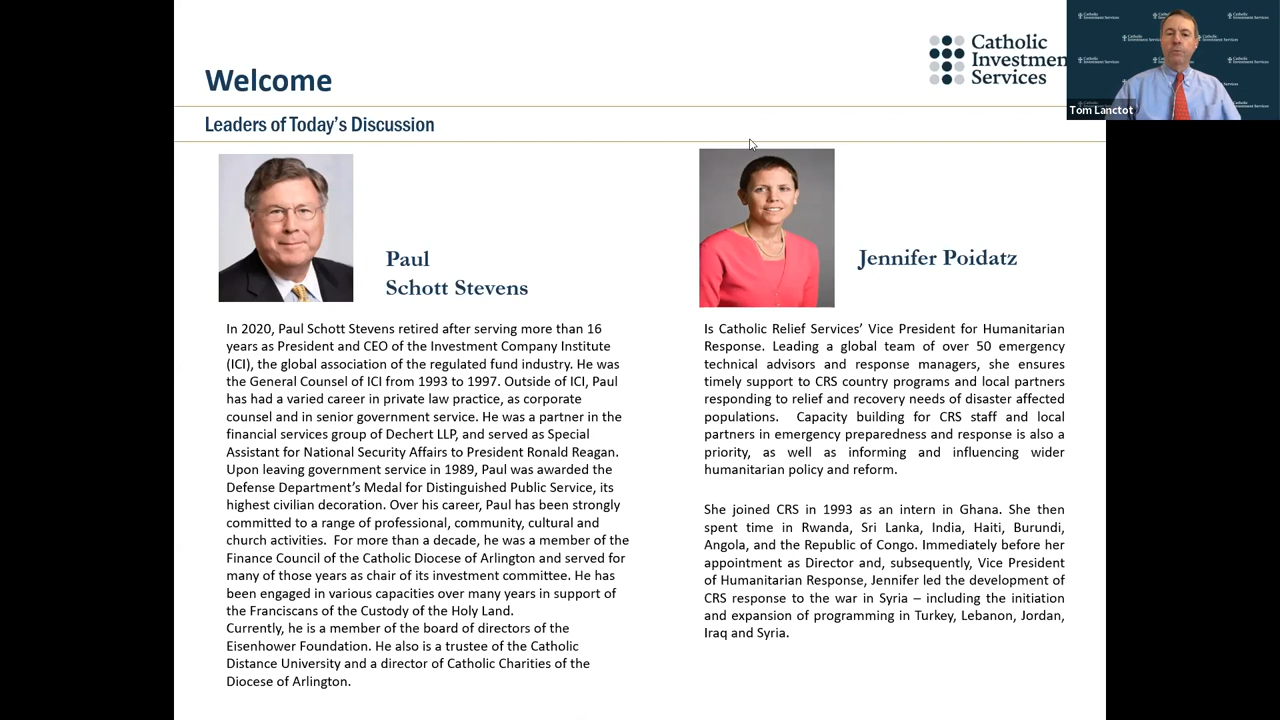 Welcome
Catholic
Investmen
Services
Tom Lanctot
Leaders of Today's Discussion
Paul
Schott Stevens
In 2020, Paul Schott Stevens retired after serving more than 16
years as President and CEO of the Investment Company Institute
(ICI), the global association of the regulated fund industry. He was
the General Counsel of ICI from 1993 to 1997. Outside of ICI, Paul
has had a varied career in private law practice, as corporate
counsel and in senior government service. He was a partner in the
financial services group of Dechert LLP, and served as Special
Assistant for National Security Affairs to President Ronald Reagan.
Upon leaving government service in 1989, Paul was awarded the
Defense Department's Medal for Distinguished Public Service, its
highest civilian decoration. Over his career, Paul has been strongly
committed to a range of professional, community, cultural and
church activities.  For more than a decade, he was a member of the
Finance Council of the Catholic Diocese of Arlington and served for
many of those years as chair of its investment committee. He has
been engaged in various capacities over many years in support of
the Franciscans of the Custody of the Holy Land.
Currently, he is a member of the board of directors of the
Eisenhower Foundation. He also is a trustee of the Catholic
Distance University and a director of Catholic Charities of the
Diocese of Arlington.
Jennifer Poidatz
Is Catholic Relief Services' Vice President for Humanitarian
Response. Leading a global team of over 50 emergency
technical advisors and response managers, she ensures
timely support to CRS country programs and local partners
responding to relief and recovery needs of disaster affected
populations.  Capacity building for CRS staff and local
partners in emergency preparedness and response is also a
priority, as well as informing and influencing wider
humanitarian policy and reform.
She joined CRS in 1993 as an intern in Ghana. She then
spent time in Rwanda, Sri Lanka, India, Haiti, Burundi,
Angola, and the Republic of Congo. Immediately before her
appointment as Director and, subsequently, Vice President
of Humanitarian Response, Jennifer led the development of
CRS response to the war in Syria – including the initiation
and expansion of programming in Turkey, Lebanon, Jordan,
Iraq and Syria.